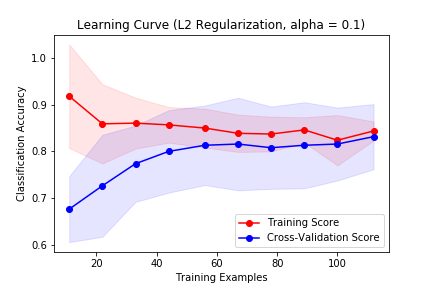 Learning Curve (L2 Regularization, alpha = 0.1)
1.0
0.9
0.8
0.7
0.6
Classification Accuracy
20 40 60 80 100
Training Examples
Training Score
Cross-Validation Score